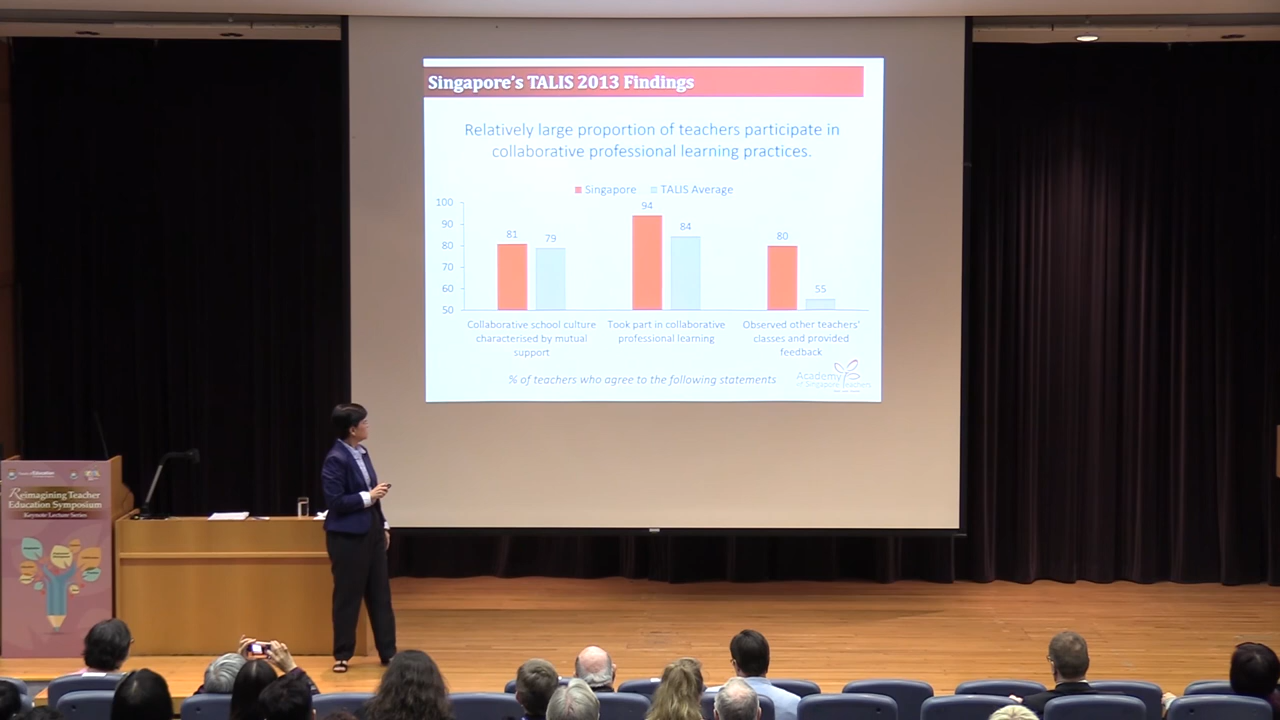 Singapore's TALIS 2013 Findings
Relatively large proportion of teachers participate in
collaborative professional learning practices.
Singapore TALIS Average
100
90
80
70
60
50
81
79
94
84
80
55
Collaborative school culture
characterised by mutual
support
Took part in collaborative
professional learning
Observed other teachers'
classes and provided
feedback
% of teachers who agree to the following statements
Academy
of Singapore teachers
Reimagining Teacher
Education Symposium
Keynote Lecture Series